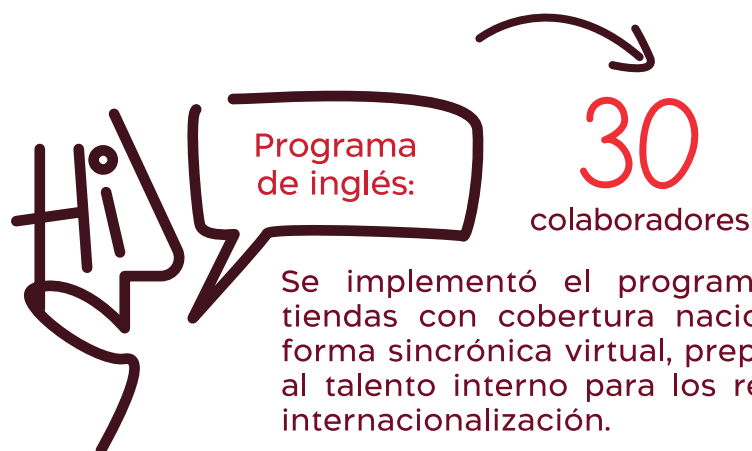 Hi
Programa
de inglés:
30
colaboradores
Se implementó el program
tiendas con cobertura nacio
forma sincrónica virtual, prep
al talento interno para los re
internacionalización.